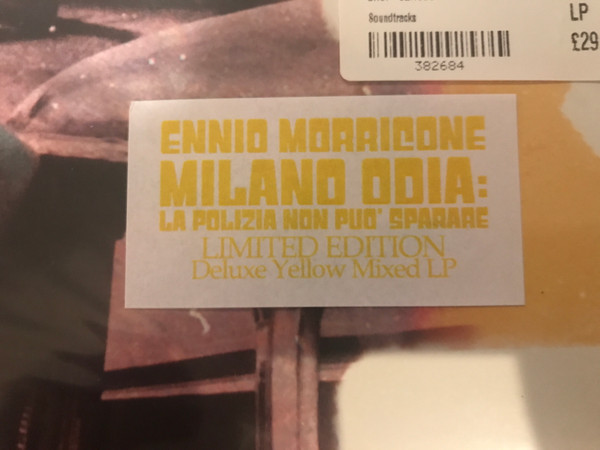 Soundtracks
LP
£29
382684
ENNIO MORRICONE
MILANO ODIA:
LA POLIZIA NON PUO' SPARARE
LIMITED EDITION
Deluxe Yellow Mixed LP